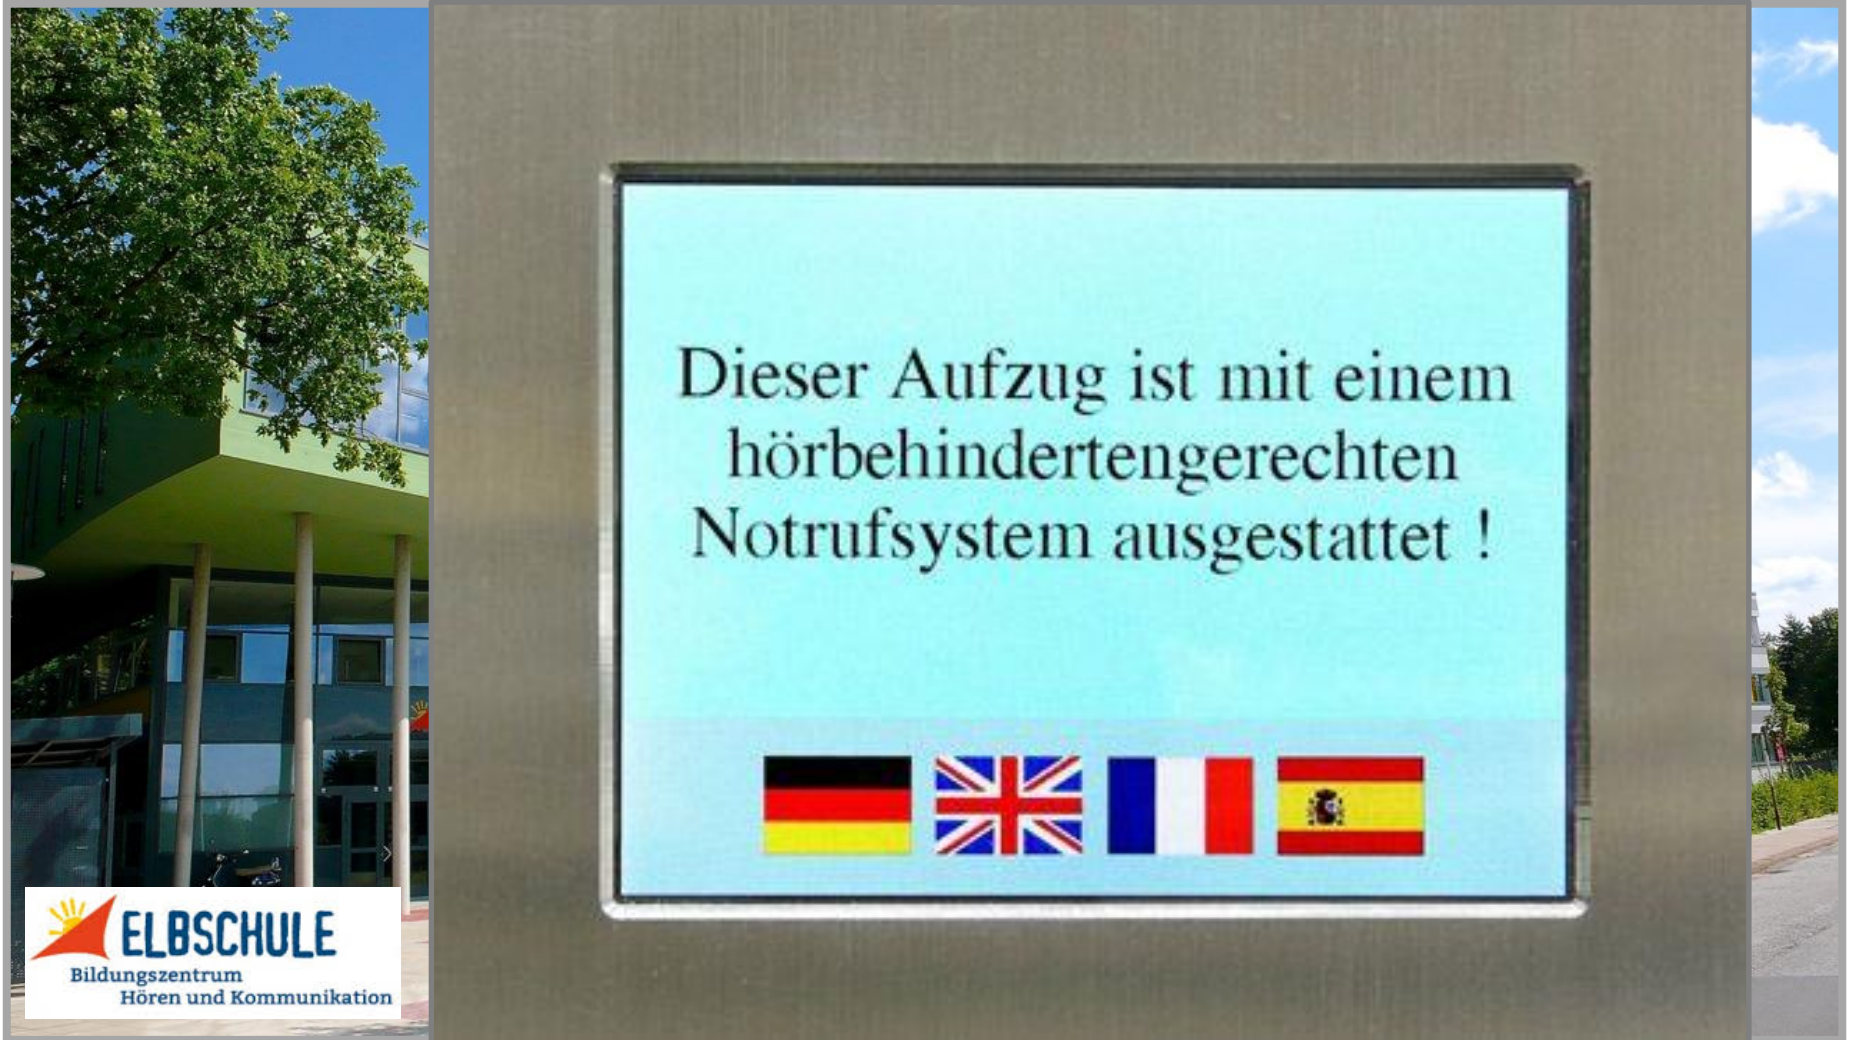 Dieser Aufzug ist mit einem
hörbehindertengerechten
Notrufsystem ausgestattet !
ELBSCHULE
Bildungszentrum
Hören und Kommunikation